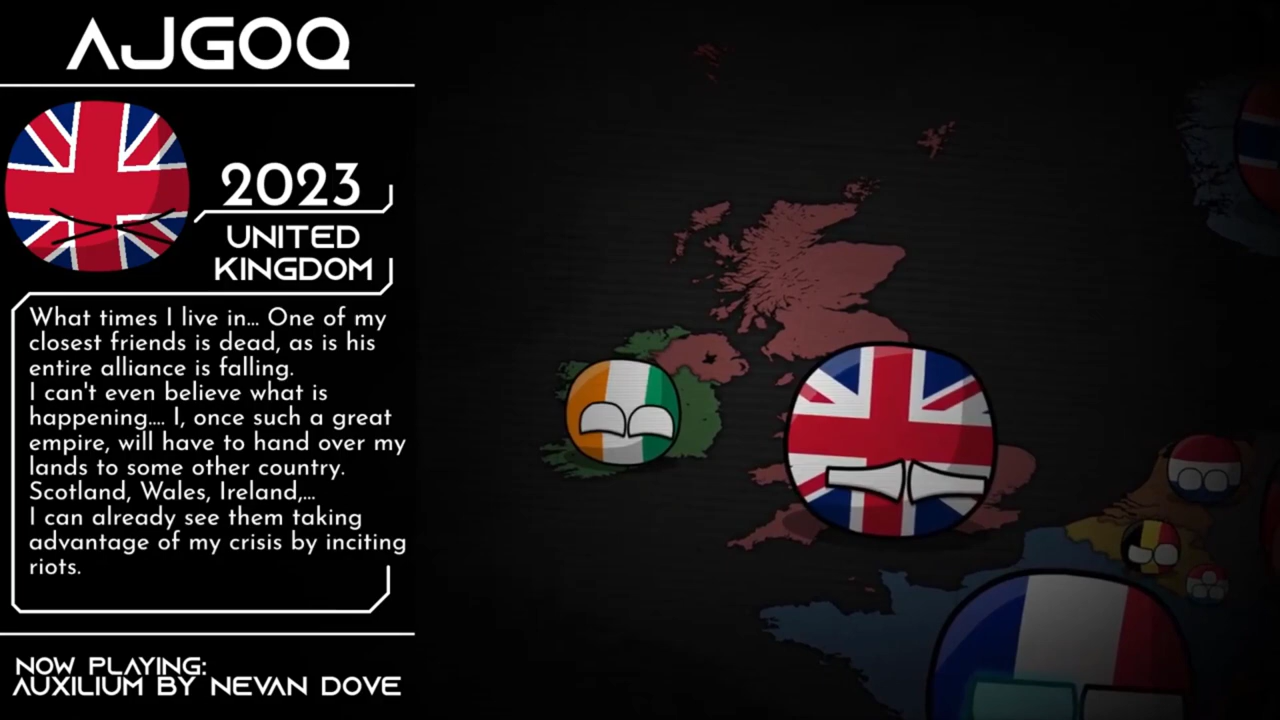 AJGOQ
2023
UNITED
KINGDOM
What times I live in... One of my
closest friends is dead, as is his
entire alliance is falling.
I can't even believe what is
happening.... I, once such a great
empire, will have to hand over my
lands to some other country.
Scotland, Wales, Ireland,...
I can already see them taking
advantage of my crisis by inciting
riots.
NOW PLAYING:
AUXILIUM BY NEVAN DOVE